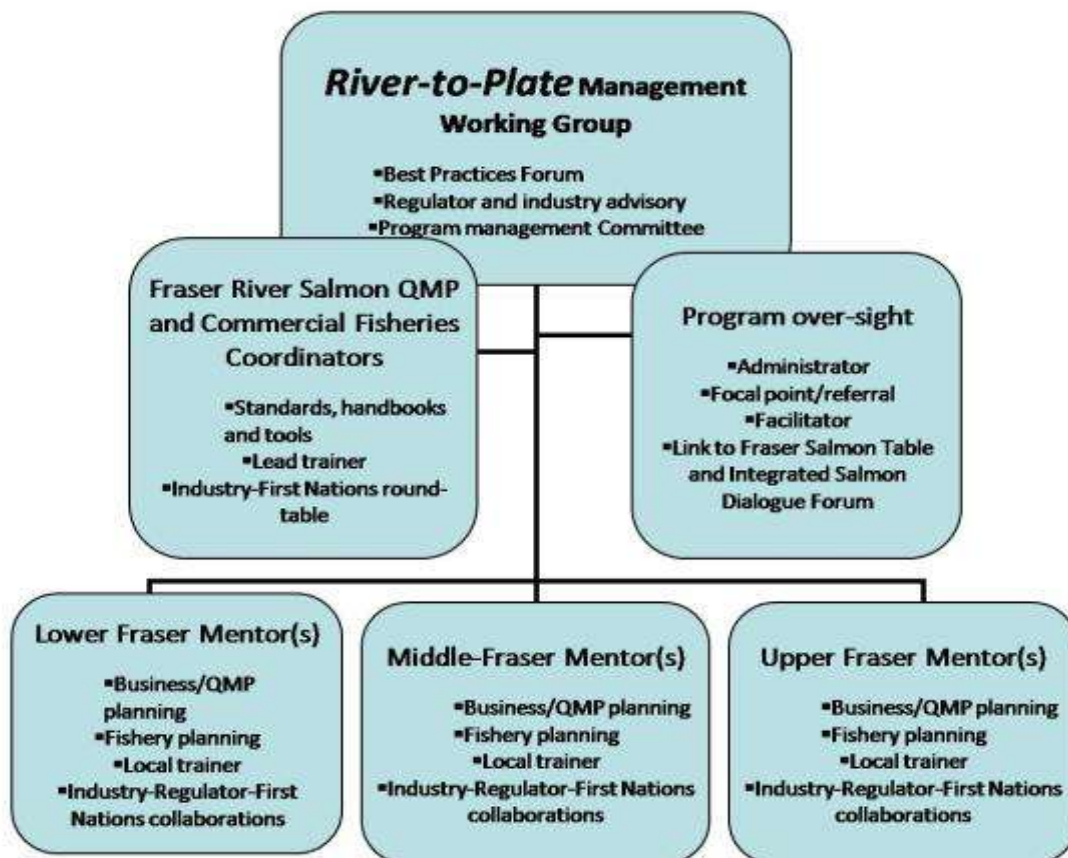 River-to-Plate Management
Working Group
▪Best Practices Forum
▪Regulator and industry advisory
▪Program management Committee
Fraser River Salmon QMP
and Commercial Fisheries
Coordinators
▪Standards, handbooks
and tools
▪Lead trainer
▪Industry-First Nations round-
table
Program over-sight
▪Administrator
▪Focal point/referral
▪Facilitator
▪Link to Fraser Salmon Table
and Integrated Salmon
Dialogue Forum
Lower Fraser Mentor(s)
▪Business/QMP
planning
▪Fishery planning
▪Local trainer
▪Industry-Regulator-First
Nations collaborations
Middle-Fraser Mentor(s)
▪Business/QMP planning
▪Fishery planning
▪Local trainer
▪Industry-Regulator-First Nations
collaborations
Upper Fraser Mentor(s)
▪Business/QMP planning
▪Fishery planning
▪Local trainer
▪Industry-Regulator-First Nations
collaborations